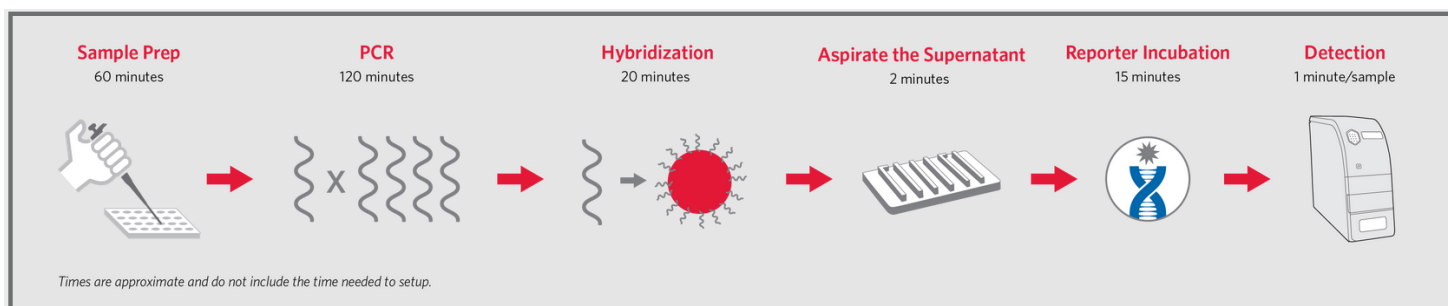 Sample Prep
60 minutes
PCR
120 minutes
Hybridization
20 minutes
Aspirate the Supernatant
2 minutes
Reporter Incubation
15 minutes
Detection
1 minute/sample
X
Times are approximate and do not include the time needed to setup.